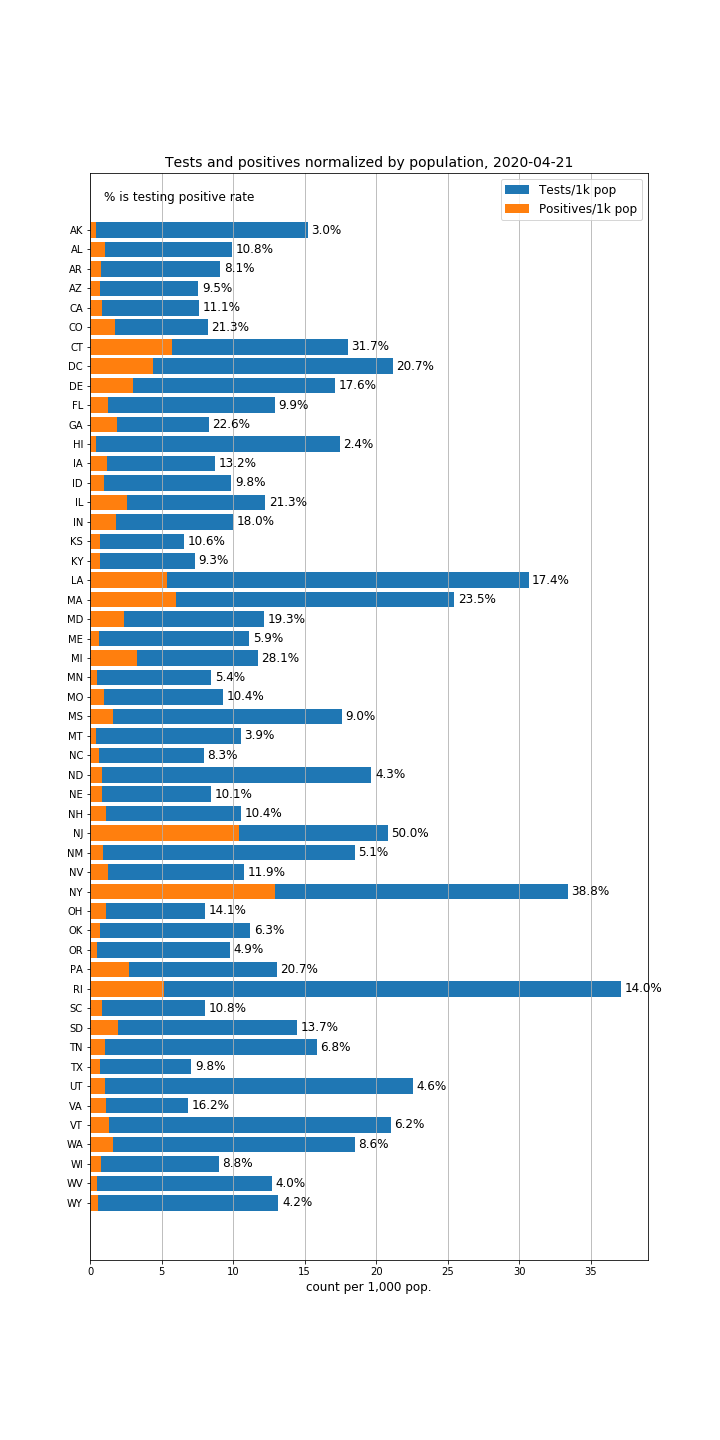 Tests and positives normalized by population, 2020-04-21
% is testing positive rate
Tests/1k pop
Positives/1k pop
AK 3.0%
AL 10.8%
AR 8.1%
AZ 9.5%
CA 11.1%
CO 21.3%
CT 31.7%
DC 20.7%
DE 17.6%
FL 9.9%
GA 22.6%
HI 2.4%
IA 13.2%
ID 9.8%
IL 21.3%
IN 18.0%
KS 10.6%
KY 9.3%
LA 17.4%
MA 23.5%
MD 19.3%
ME 5.9%
MI 28.1%
MN 5.4%
MO 10.4%
MS 9.0%
MT 3.9%
NC 8.3%
ND 4.3%
NE 10.1%
NH 10.4%
NJ 50.0%
NM 5.1%
NV 11.9%
NY 38.8%
OH 14.1%
OK 6.3%
OR 4.9%
PA 20.7%
RI 14.0%
SC 10.8%
SD 13.7%
TN 6.8%
TX 9.8%
UT 4.6%
VA 16.2%
VT 6.2%
WA 8.6%
WI 8.8%
WV 4.0%
WY 4.2%
0 5 10 15 20 25 30 35
count per 1,000 pop.